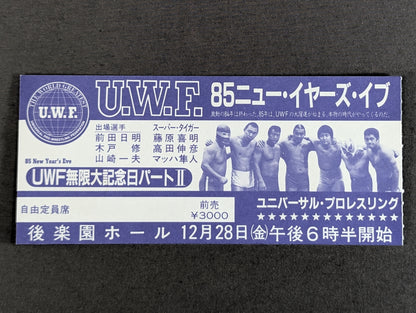 THE WORLD GREATEST
U.W.F.
85 New Year's Eve
U.W.F.
85ニュー・イヤーズ・イブ
出場選手
前田日明
木戸 修
山崎一夫
スーパー・タイガー
藤原喜明
高田伸彦
マッハ隼人
UWF無限大記念日パートⅡ
ユニバーサル・プロレスリング
自由定員席
前売
¥3000
後楽園ホール 12月28日(金)午後6時半開始